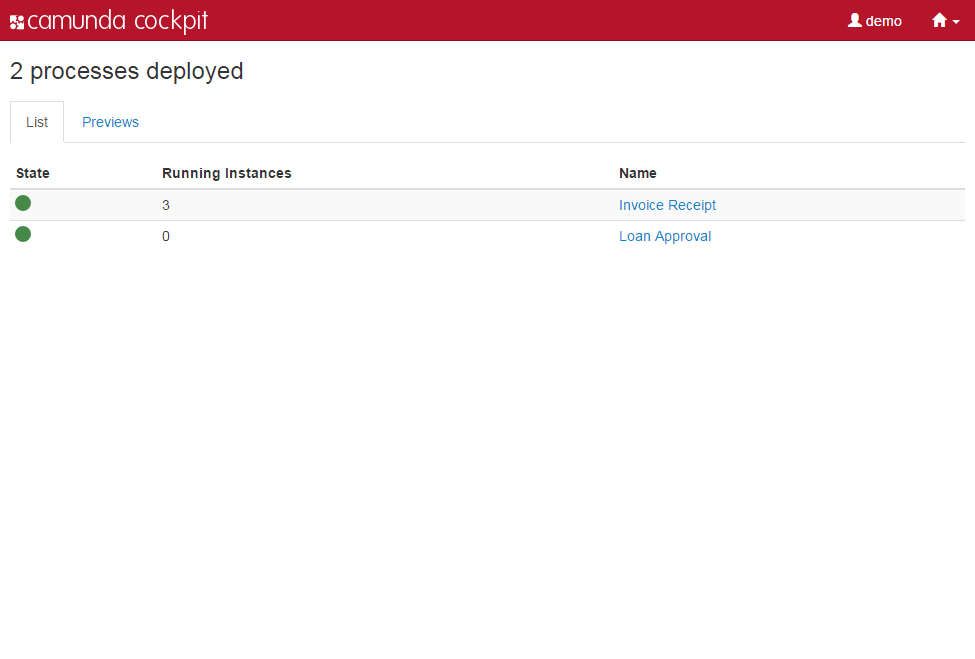 camunda cockpit demo
2 processes deployed
List Previews
State Running Instances Name
3 Invoice Receipt
0 Loan Approval